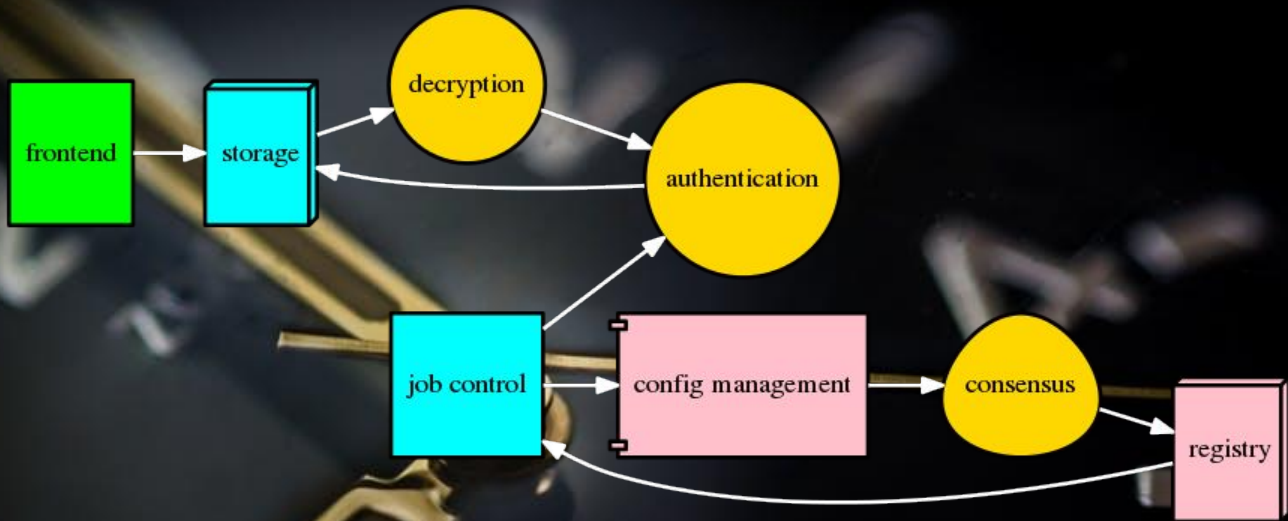 decryption
frontend
storage
authentication
job control
config management
consensus
registry